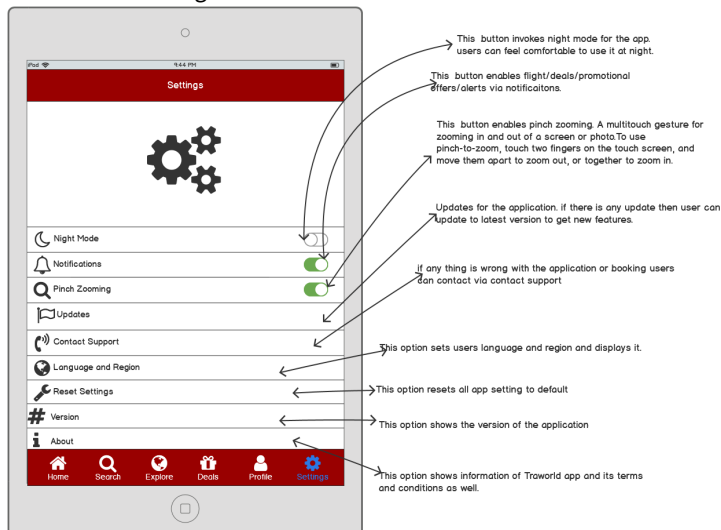 iPod
9:44 PM
Settings
Night Mode
Notifications
Pinch Zooming
Updates
Contact Support
Language and Region
Reset Settings
Version
About
Home
Search
Explore
Deals
Profile
Settings
This button invokes night mode for the app.
users can feel comfortable to use it at night.
This button enables flight/deals/promotional
offers/alerts via notificaitons.
This button enables pinch zooming. A multitouch gesture for
zooming in and out of a screen or photo.To use
pinch-to-zoom, touch two fingers on the touch screen, and
move them apart to zoom out, or together to zoom in.
Updates for the application. if there is any update then user can
update to latest version to get new features.
if any thing is wrong with the application or booking users
can contact via contact support
This option sets users language and region and displays it.
This option resets all app setting to default
This option shows the version of the application
This option shows information of Traworld app and its terms
and conditions as well.